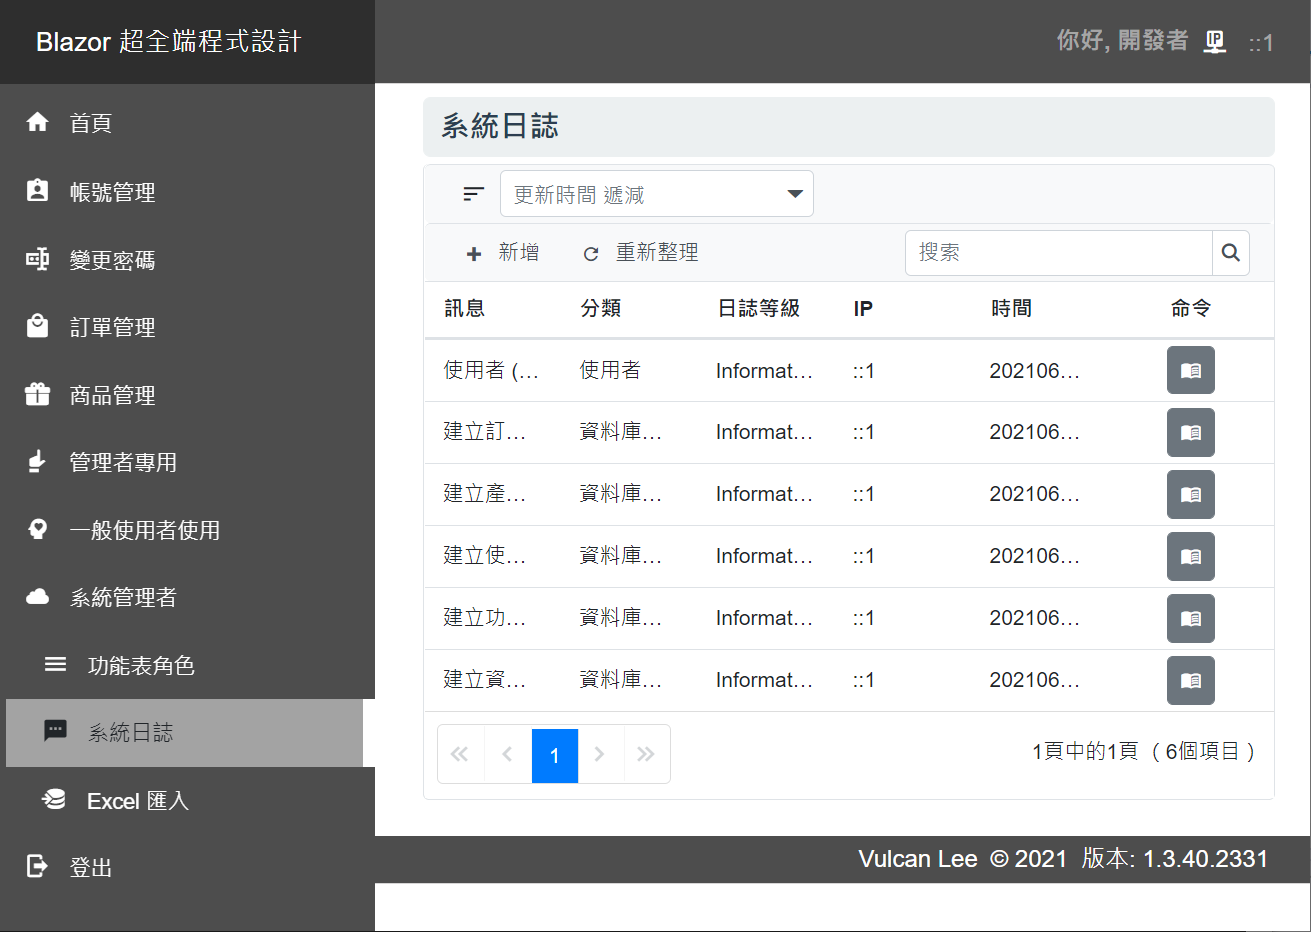 Blazor 超全端程式設計
你好, 開發者 IP ::1
首頁
帳號管理
變更密碼
訂單管理
商品管理
管理者專用
一般使用者使用
系統管理者
功能表角色
系統日誌
Excel 匯入
登出
系統日誌
更新時間 遞減
新增 重新整理 搜索
訊息 分類 日誌等級 IP 時間 命令
使用者 (... 使用者 Informat... ::1 202106...
建立訂... 資料庫... Informat... ::1 202106...
建立產... 資料庫... Informat... ::1 202106...
建立使... 資料庫... Informat... ::1 202106...
建立功... 資料庫... Informat... ::1 202106...
建立資... 資料庫... Informat... ::1 202106...
1 1頁中的1頁 （6個項目）
Vulcan Lee © 2021 版本: 1.3.40.2331